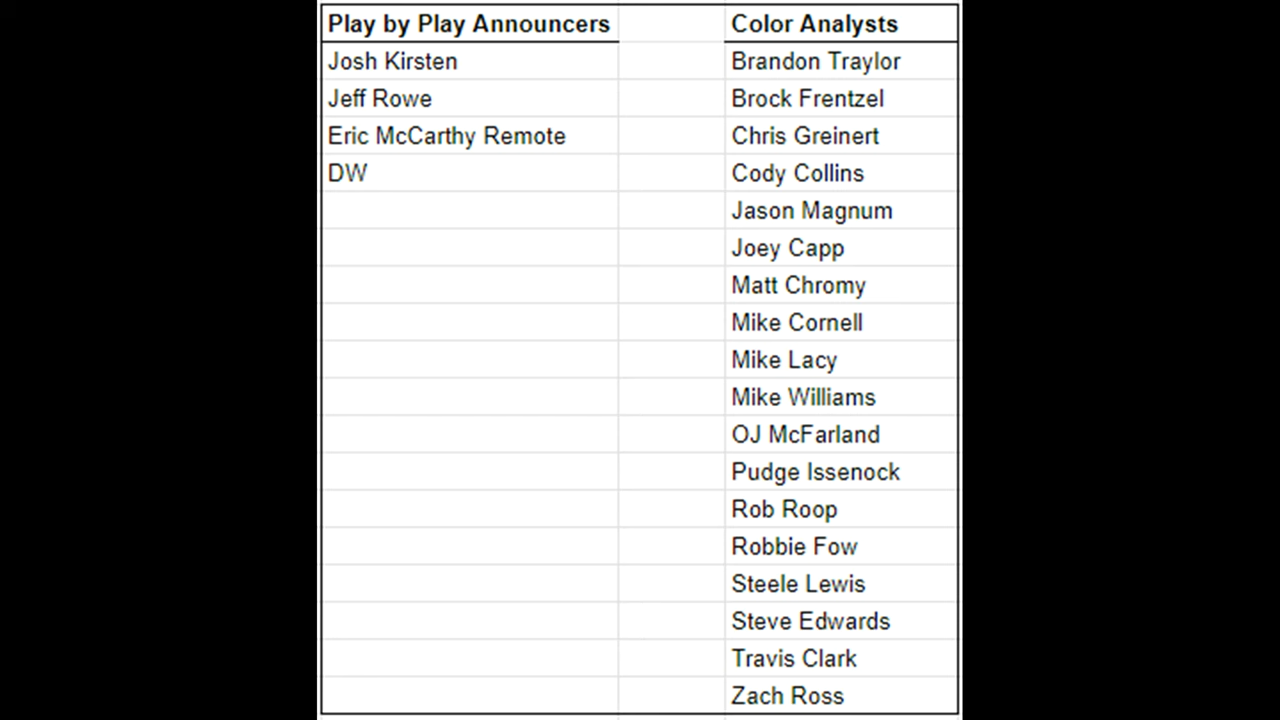 Play by Play Announcers Color Analysts
Josh Kirsten Brandon Traylor
Jeff Rowe Brock Frentzel
Eric McCarthy Remote Chris Greinert
DW Cody Collins
Jason Magnum
Joey Capp
Matt Chromy
Mike Cornell
Mike Lacy
Mike Williams
OJ McFarland
Pudge Issenock
Rob Roop
Robbie Fow
Steele Lewis
Steve Edwards
Travis Clark
Zach Ross